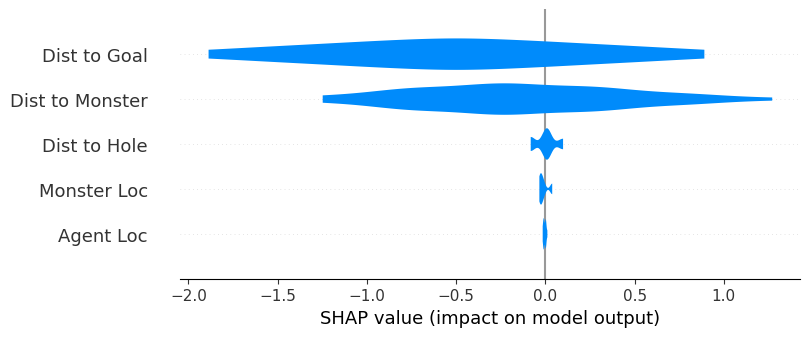 Dist to Goal
Dist to Monster
Dist to Hole
Monster Loc
Agent Loc
−2.0 −1.5 −1.0 −0.5 0.0 0.5 1.0
SHAP value (impact on model output)